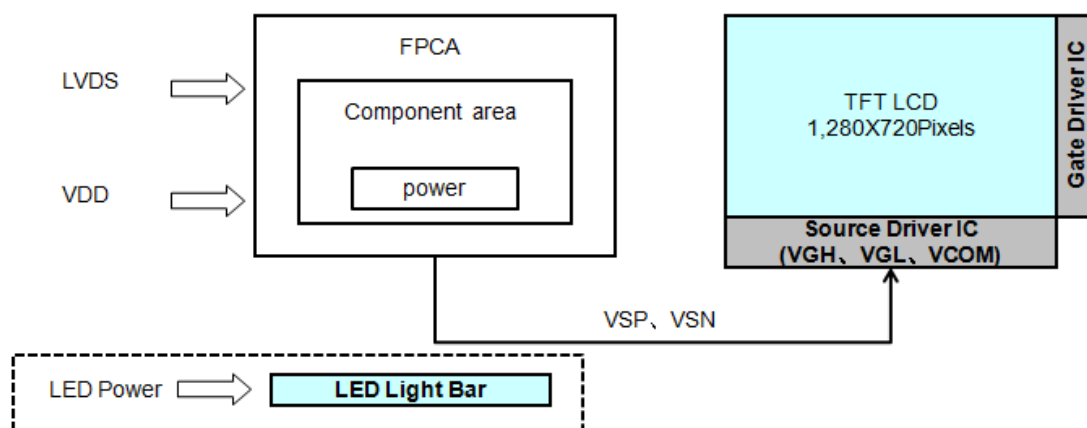 FPCA
LVDS
Component area
VDD
power
TFT LCD
1,280X720Pixels
Gate Driver IC
Source Driver IC
(VGH、VGL、VCOM)
VSP、VSN
LED Power
LED Light Bar